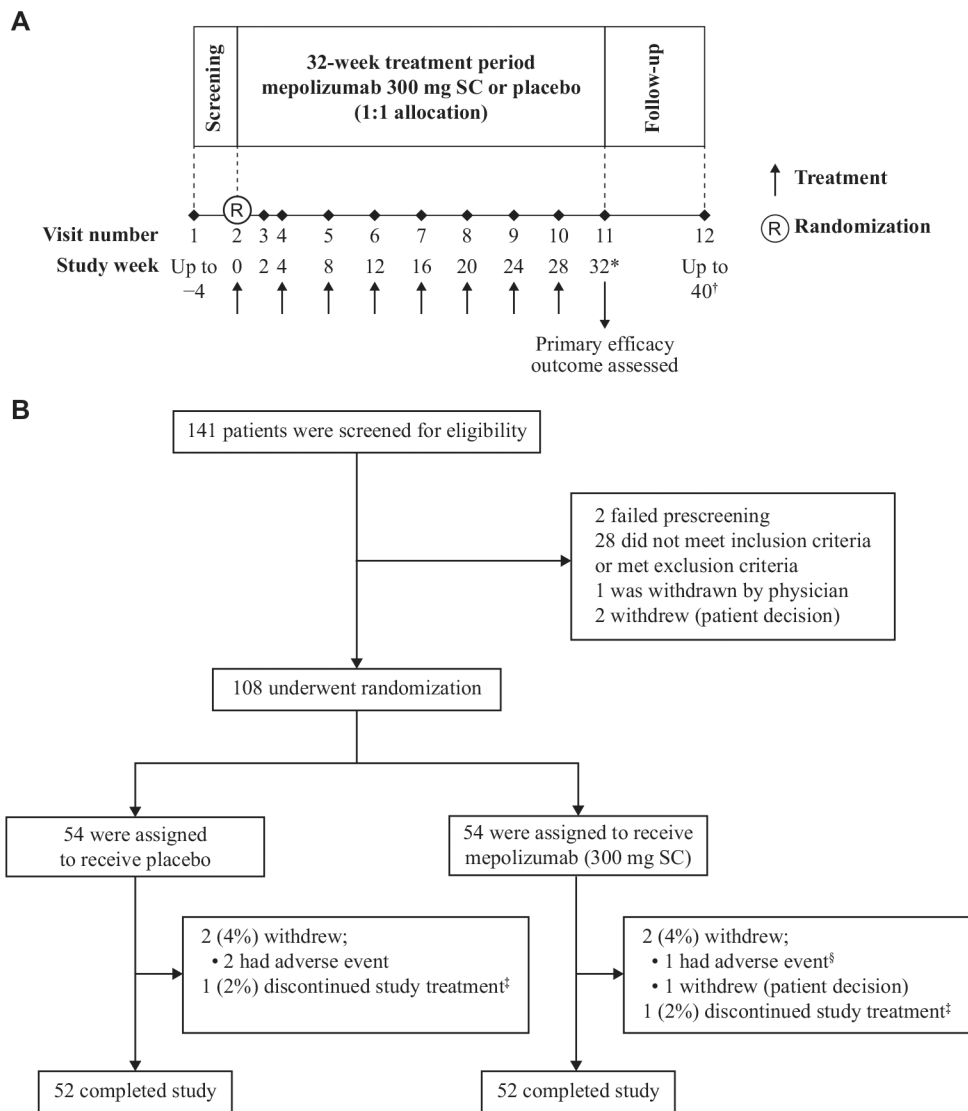 A
Screening
32-week treatment period
mepolizumab 300 mg SC or placebo
(1:1 allocation)
Follow-up
Treatment
R
R Randomization
Visit number 1 2 3 4 5 6 7 8 9 10 11 12
Study week Up to −4 0 2 4 8 12 16 20 24 28 32* Up to 40†
Primary efficacy
outcome assessed
B
141 patients were screened for eligibility
2 failed prescreening
28 did not meet inclusion criteria
or met exclusion criteria
1 was withdrawn by physician
2 withdrew (patient decision)
108 underwent randomization
54 were assigned
to receive placebo
54 were assigned to receive
mepolizumab (300 mg SC)
2 (4%) withdrew;
• 2 had adverse event
1 (2%) discontinued study treatment‡
2 (4%) withdrew;
• 1 had adverse event§
• 1 withdrew (patient decision)
1 (2%) discontinued study treatment‡
52 completed study
52 completed study